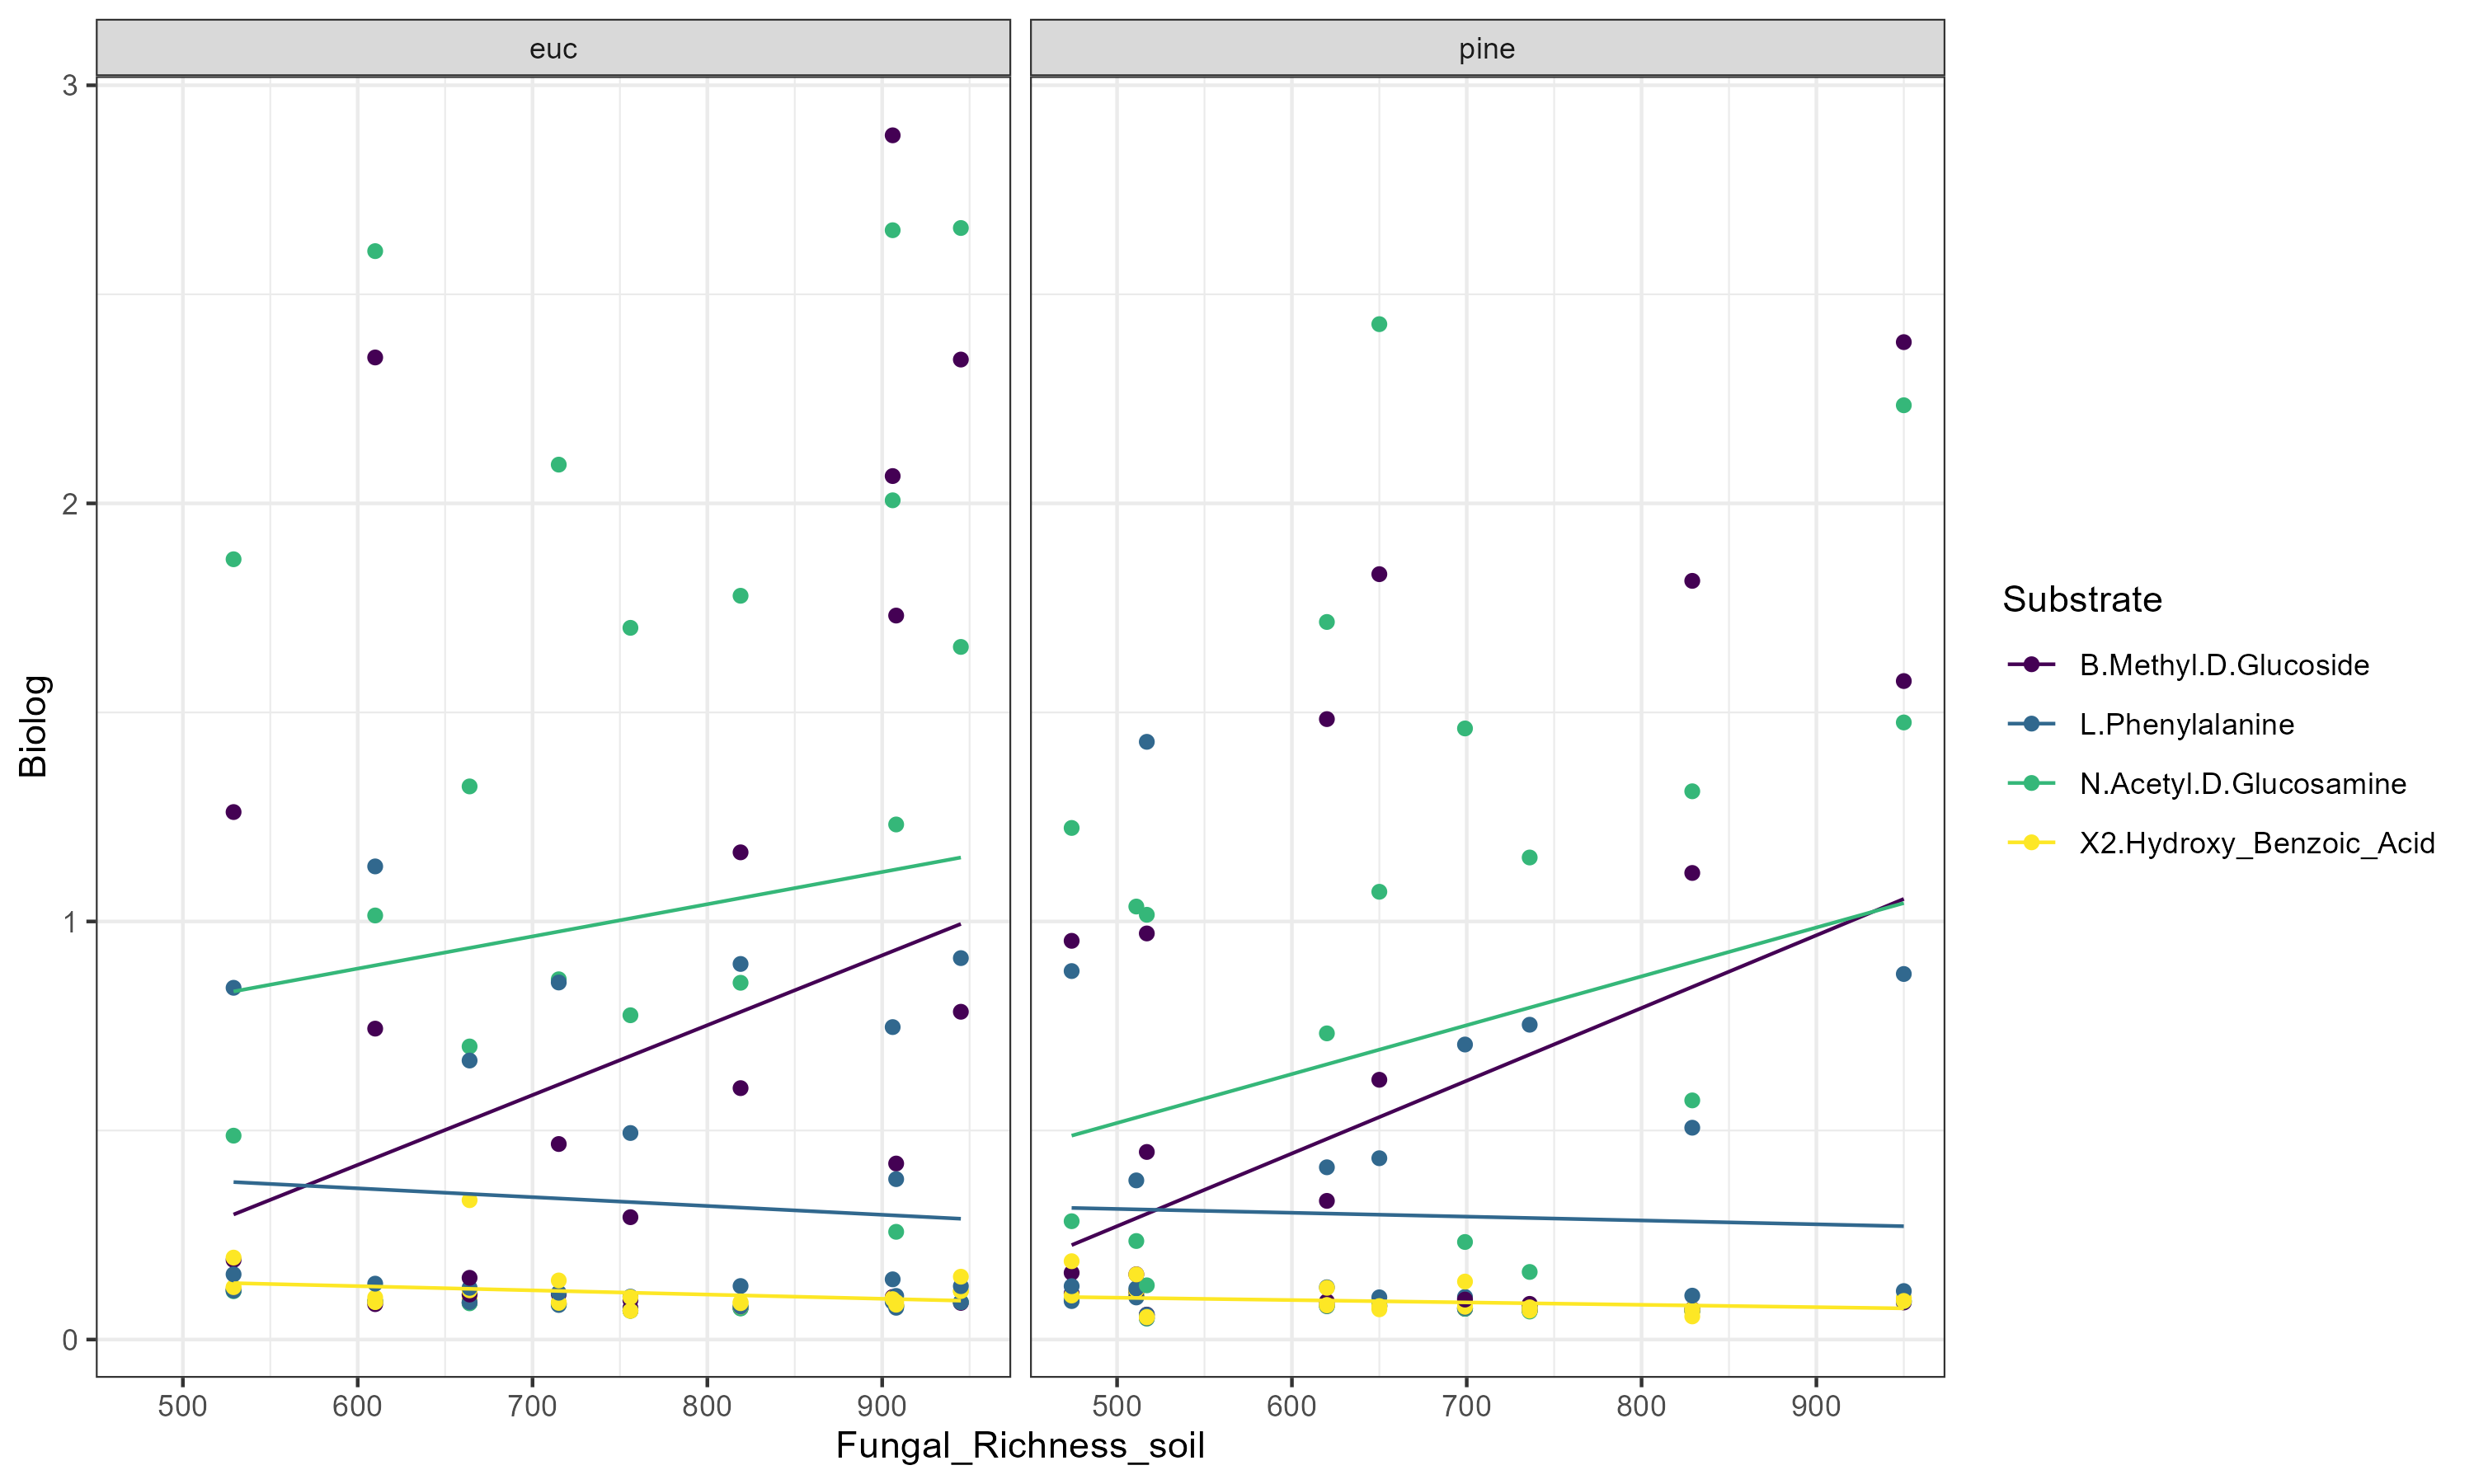 euc
pine
3
2
1
0
Biolog
500 600 700 800 900
500 600 700 800 900
Fungal_Richness_soil
Substrate
B.Methyl.D.Glucoside
L.Phenylalanine
N.Acetyl.D.Glucosamine
X2.Hydroxy_Benzoic_Acid